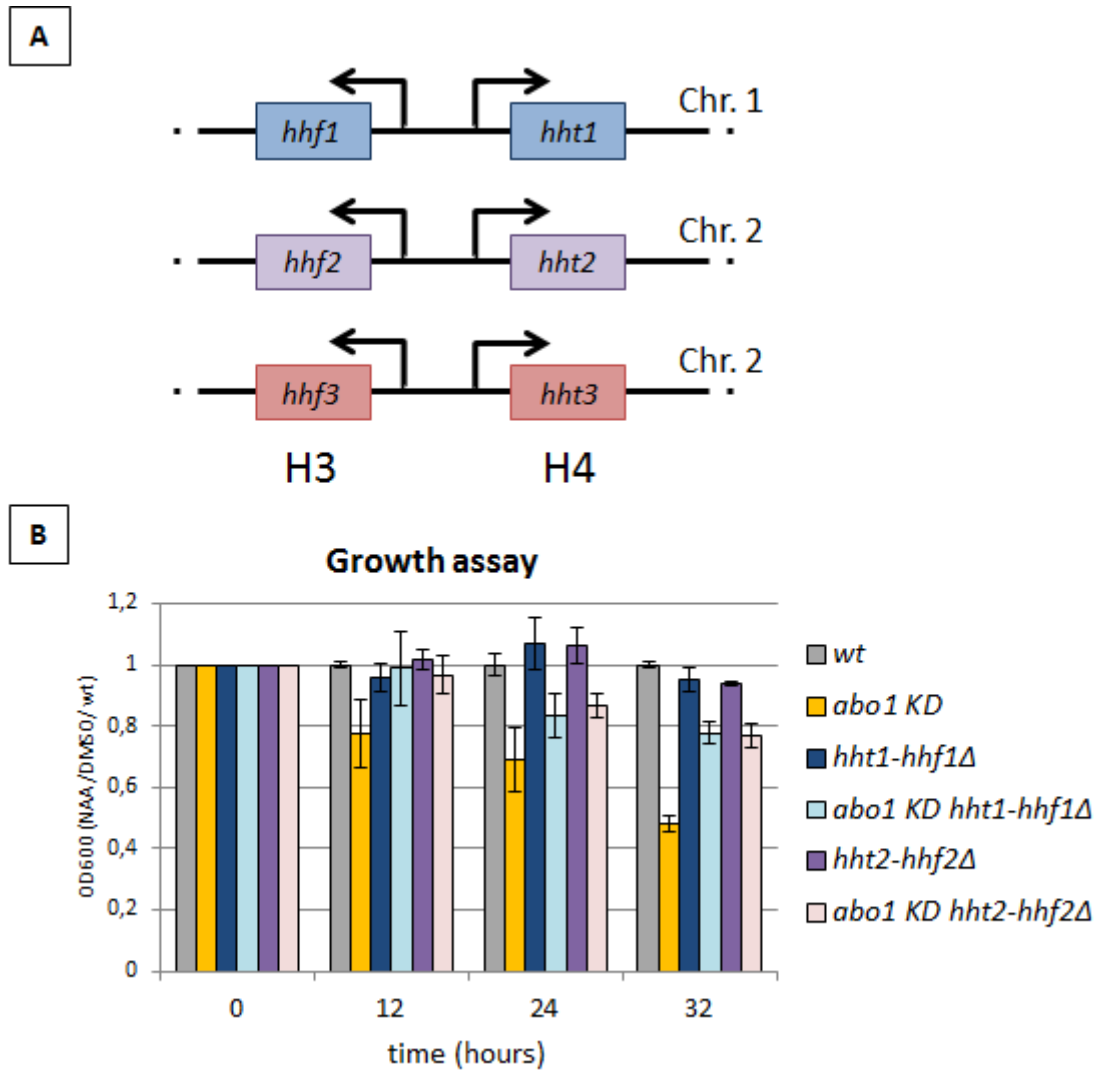 A
hhf1
hht1
Chr. 1
hhf2
hht2
Chr. 2
hhf3
hht3
Chr. 2
H3
H4
B
Growth assay
OD600 (NAA/DMSO/wt)
1,2
1
0,8
0,6
0,4
0,2
0
0
12
24
32
time (hours)
wt
abo1 KD
hht1-hhf1Δ
abo1 KD hht1-hhf1Δ
hht2-hhf2Δ
abo1 KD hht2-hhf2Δ